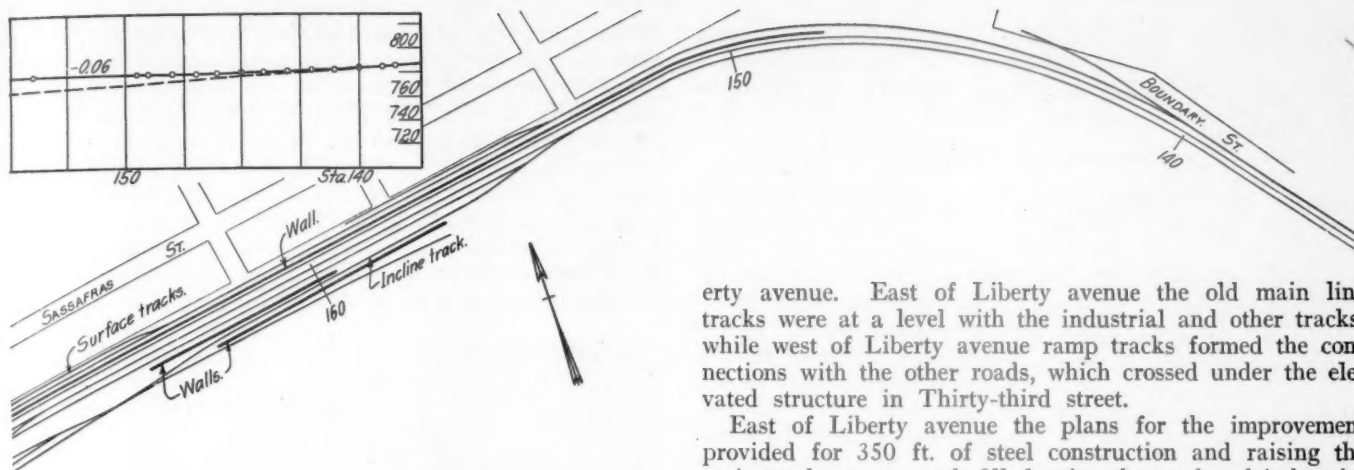 800
-0.06
760
740
720
150
Sta.140
150
BOUNDARY. ST.
140
Wall.
SASSAFRAS ST.
Incline track.
Surface tracks.
160
Walls.
erty avenue. East of Liberty avenue the old main lin
tracks were at a level with the industrial and other tracks
while west of Liberty avenue ramp tracks formed the con
nections with the other roads, which crossed under the ele
vated structure in Thirty-third street.
East of Liberty avenue the plans for the improvemen
provided for 350 ft. of steel construction and raising th